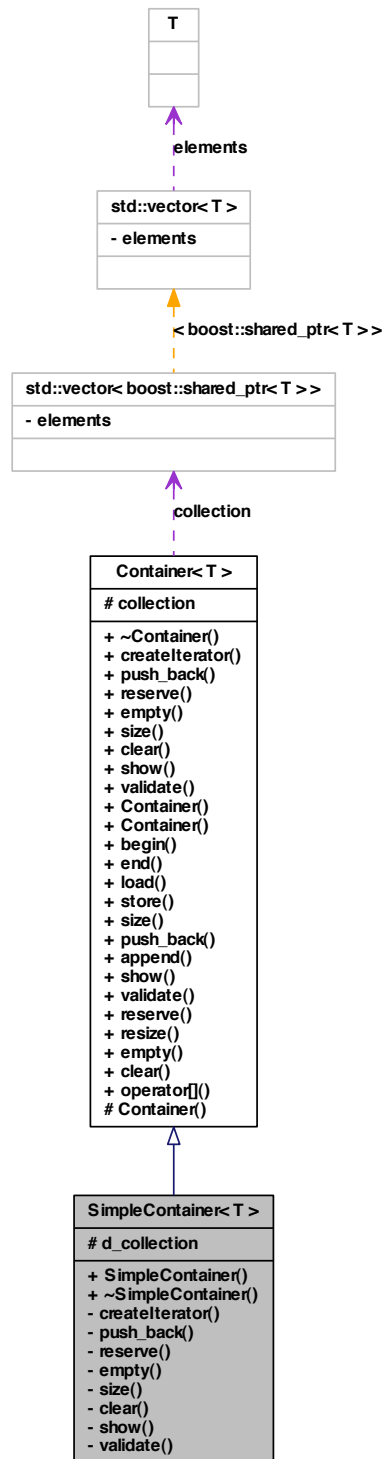 T
elements
std::vector< T >
- elements
< boost::shared_ptr< T > >
std::vector< boost::shared_ptr< T > >
- elements
collection
Container< T >
# collection
+ ~Container()
+ createIterator()
+ push_back()
+ reserve()
+ empty()
+ size()
+ clear()
+ show()
+ validate()
+ Container()
+ Container()
+ begin()
+ end()
+ load()
+ store()
+ size()
+ push_back()
+ append()
+ show()
+ validate()
+ reserve()
+ resize()
+ empty()
+ clear()
+ operator[]()
# Container()
SimpleContainer< T >
# d_collection
+ SimpleContainer()
+ ~SimpleContainer()
- createIterator()
- push_back()
- reserve()
- empty()
- size()
- clear()
- show()
- validate()